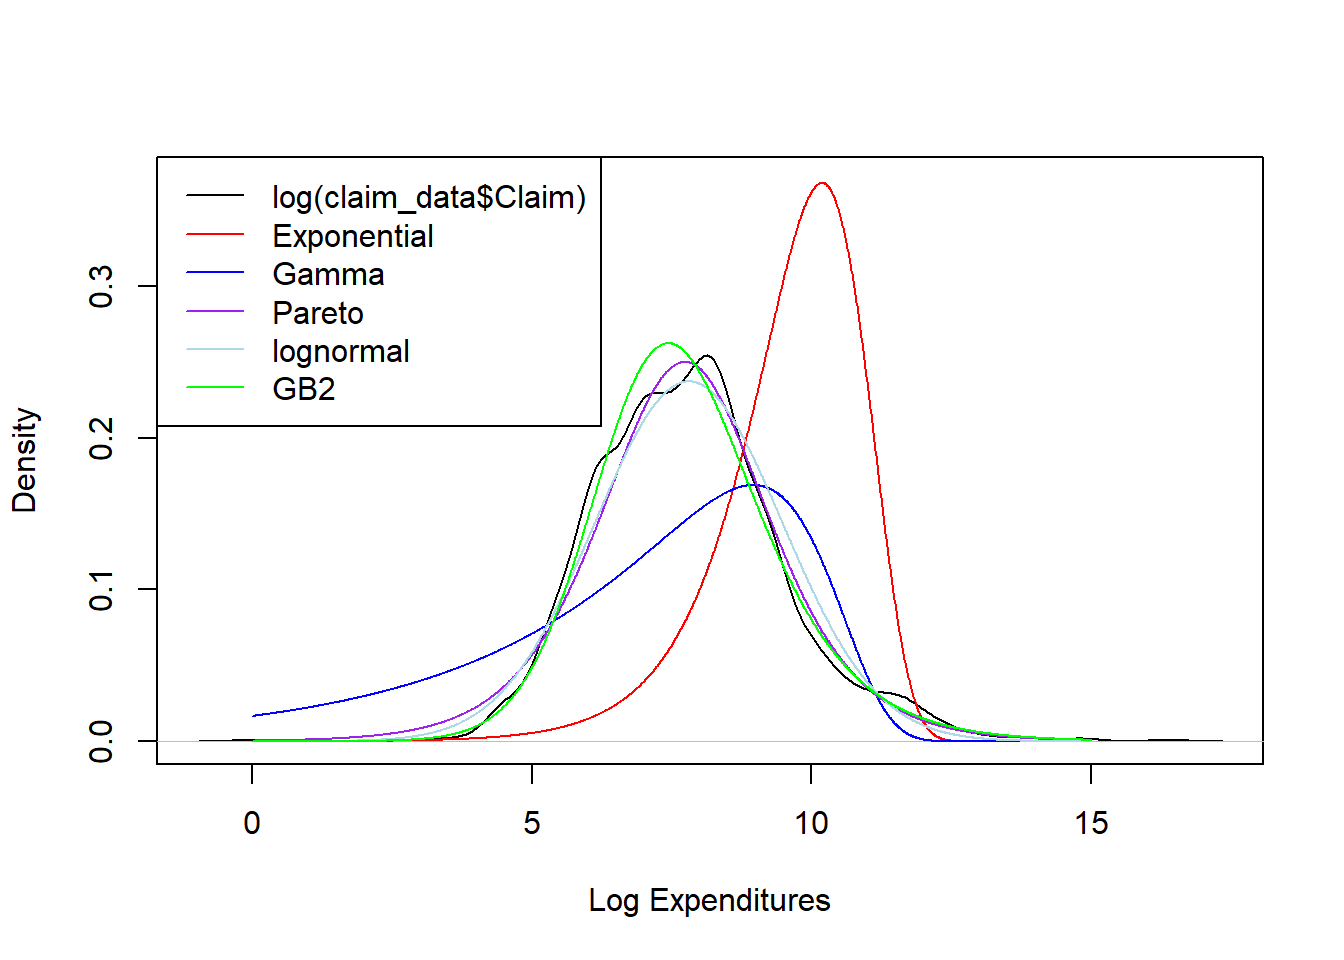 log(claim_data$Claim)
Exponential
Gamma
Pareto
lognormal
GB2
Density
0.0
0.1
0.2
0.3
0
5
10
15
Log Expenditures